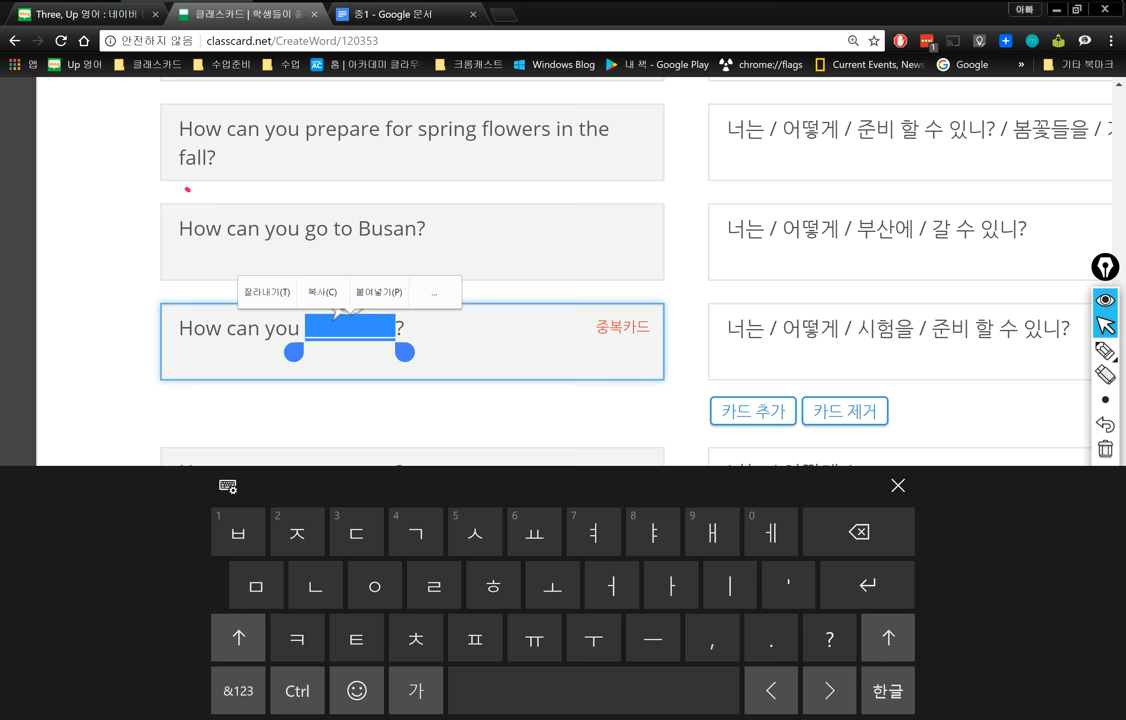 Three, Up 영어 : 네이버
클래스카드 | 학생들이 좋
중1 - Google 문서
아빠
안전하지 않음
classcard.net/CreateWord/120353
앱
Up 영어
클래스카드
수업준비
수업
홈 | 아카데미 클라우
크롬캐스트
Windows Blog
내 책 - Google Play
chrome://flags
Current Events, News
Google
»
기타 북마크
How can you prepare for spring flowers in the
fall?
너는 / 어떻게 / 준비 할 수 있니? / 봄꽃들을 /
How can you go to Busan?
너는 / 어떻게 / 부산에 / 갈 수 있니?
잘라내기(T)
복사(C)
붙여넣기(P)
...
How can you ?
중복카드
너는 / 어떻게 / 시험을 / 준비 할 수 있니?
카드 추가
카드 제거
1 ㅂ 2 ㅈ 3 ㄷ 4 ㄱ 5 ㅅ 6 ㅛ 7 ㅕ 8 ㅑ 9 ㅐ 0 ㅔ
ㅁ ㄴ ㅇ ㄹ ㅎ ㅗ ㅓ ㅏ ㅣ '
ㅋ ㅌ ㅊ ㅍ ㅠ ㅜ ㅡ , . ?
&123 Ctrl 가 한글